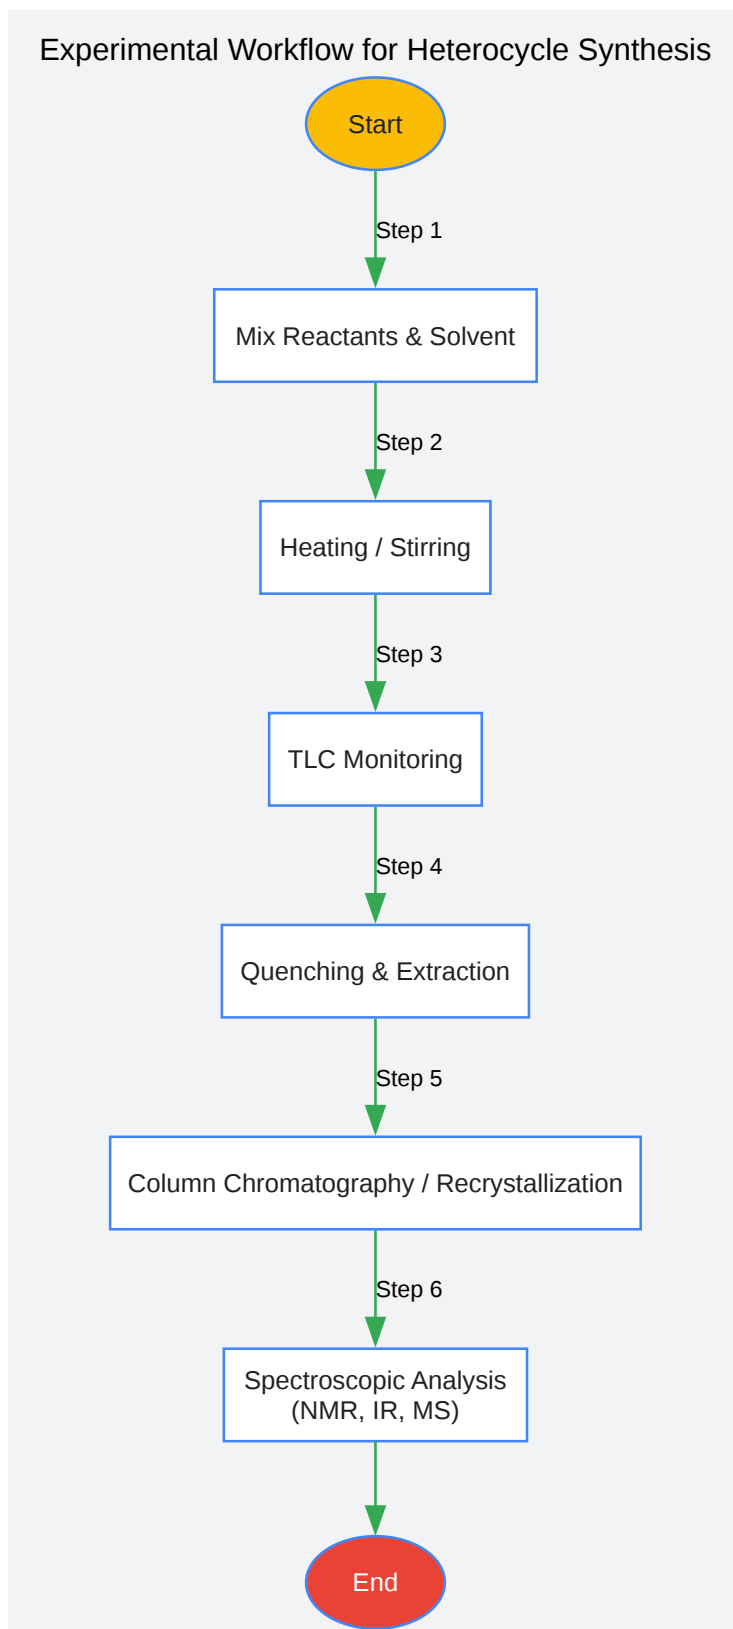 Experimental Workflow for Heterocycle Synthesis
Start
Step 1
Mix Reactants & Solvent
Step 2
Heating / Stirring
Step 3
TLC Monitoring
Step 4
Quenching & Extraction
Step 5
Column Chromatography / Recrystallization
Step 6
Spectroscopic Analysis
(NMR, IR, MS)
End